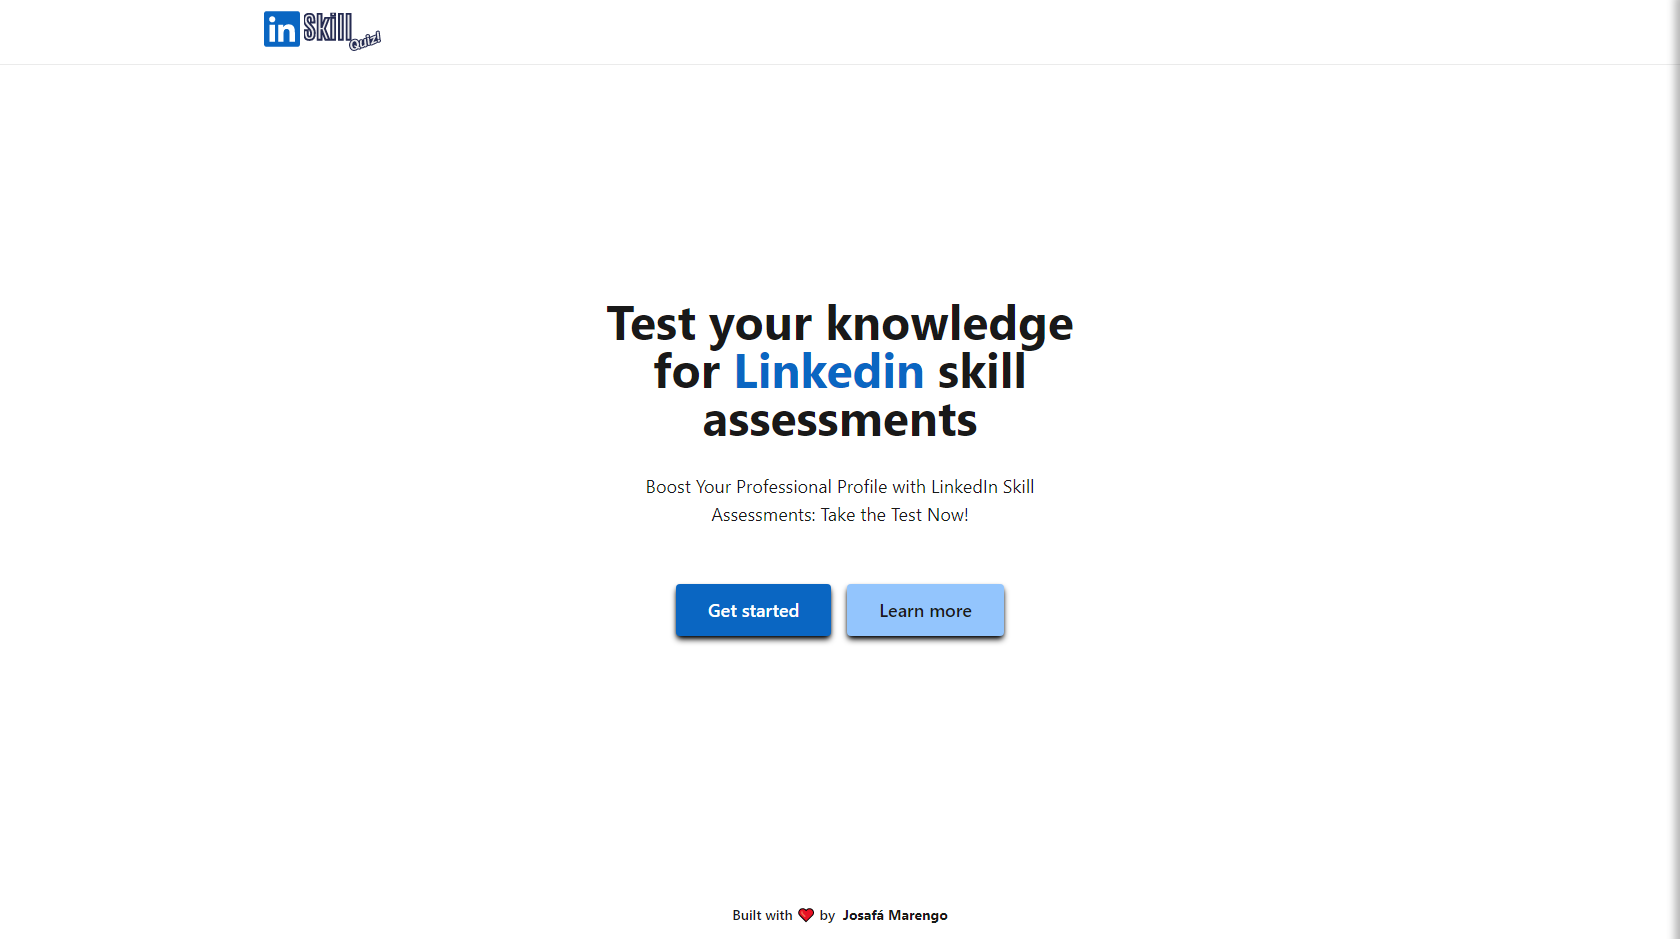 in Skill
Quiz!
Test your knowledge
for Linkedin skill
assessments
Boost Your Professional Profile with LinkedIn Skill
Assessments: Take the Test Now!
Get started
Learn more
Built with ❤️ by Josafá Marengo